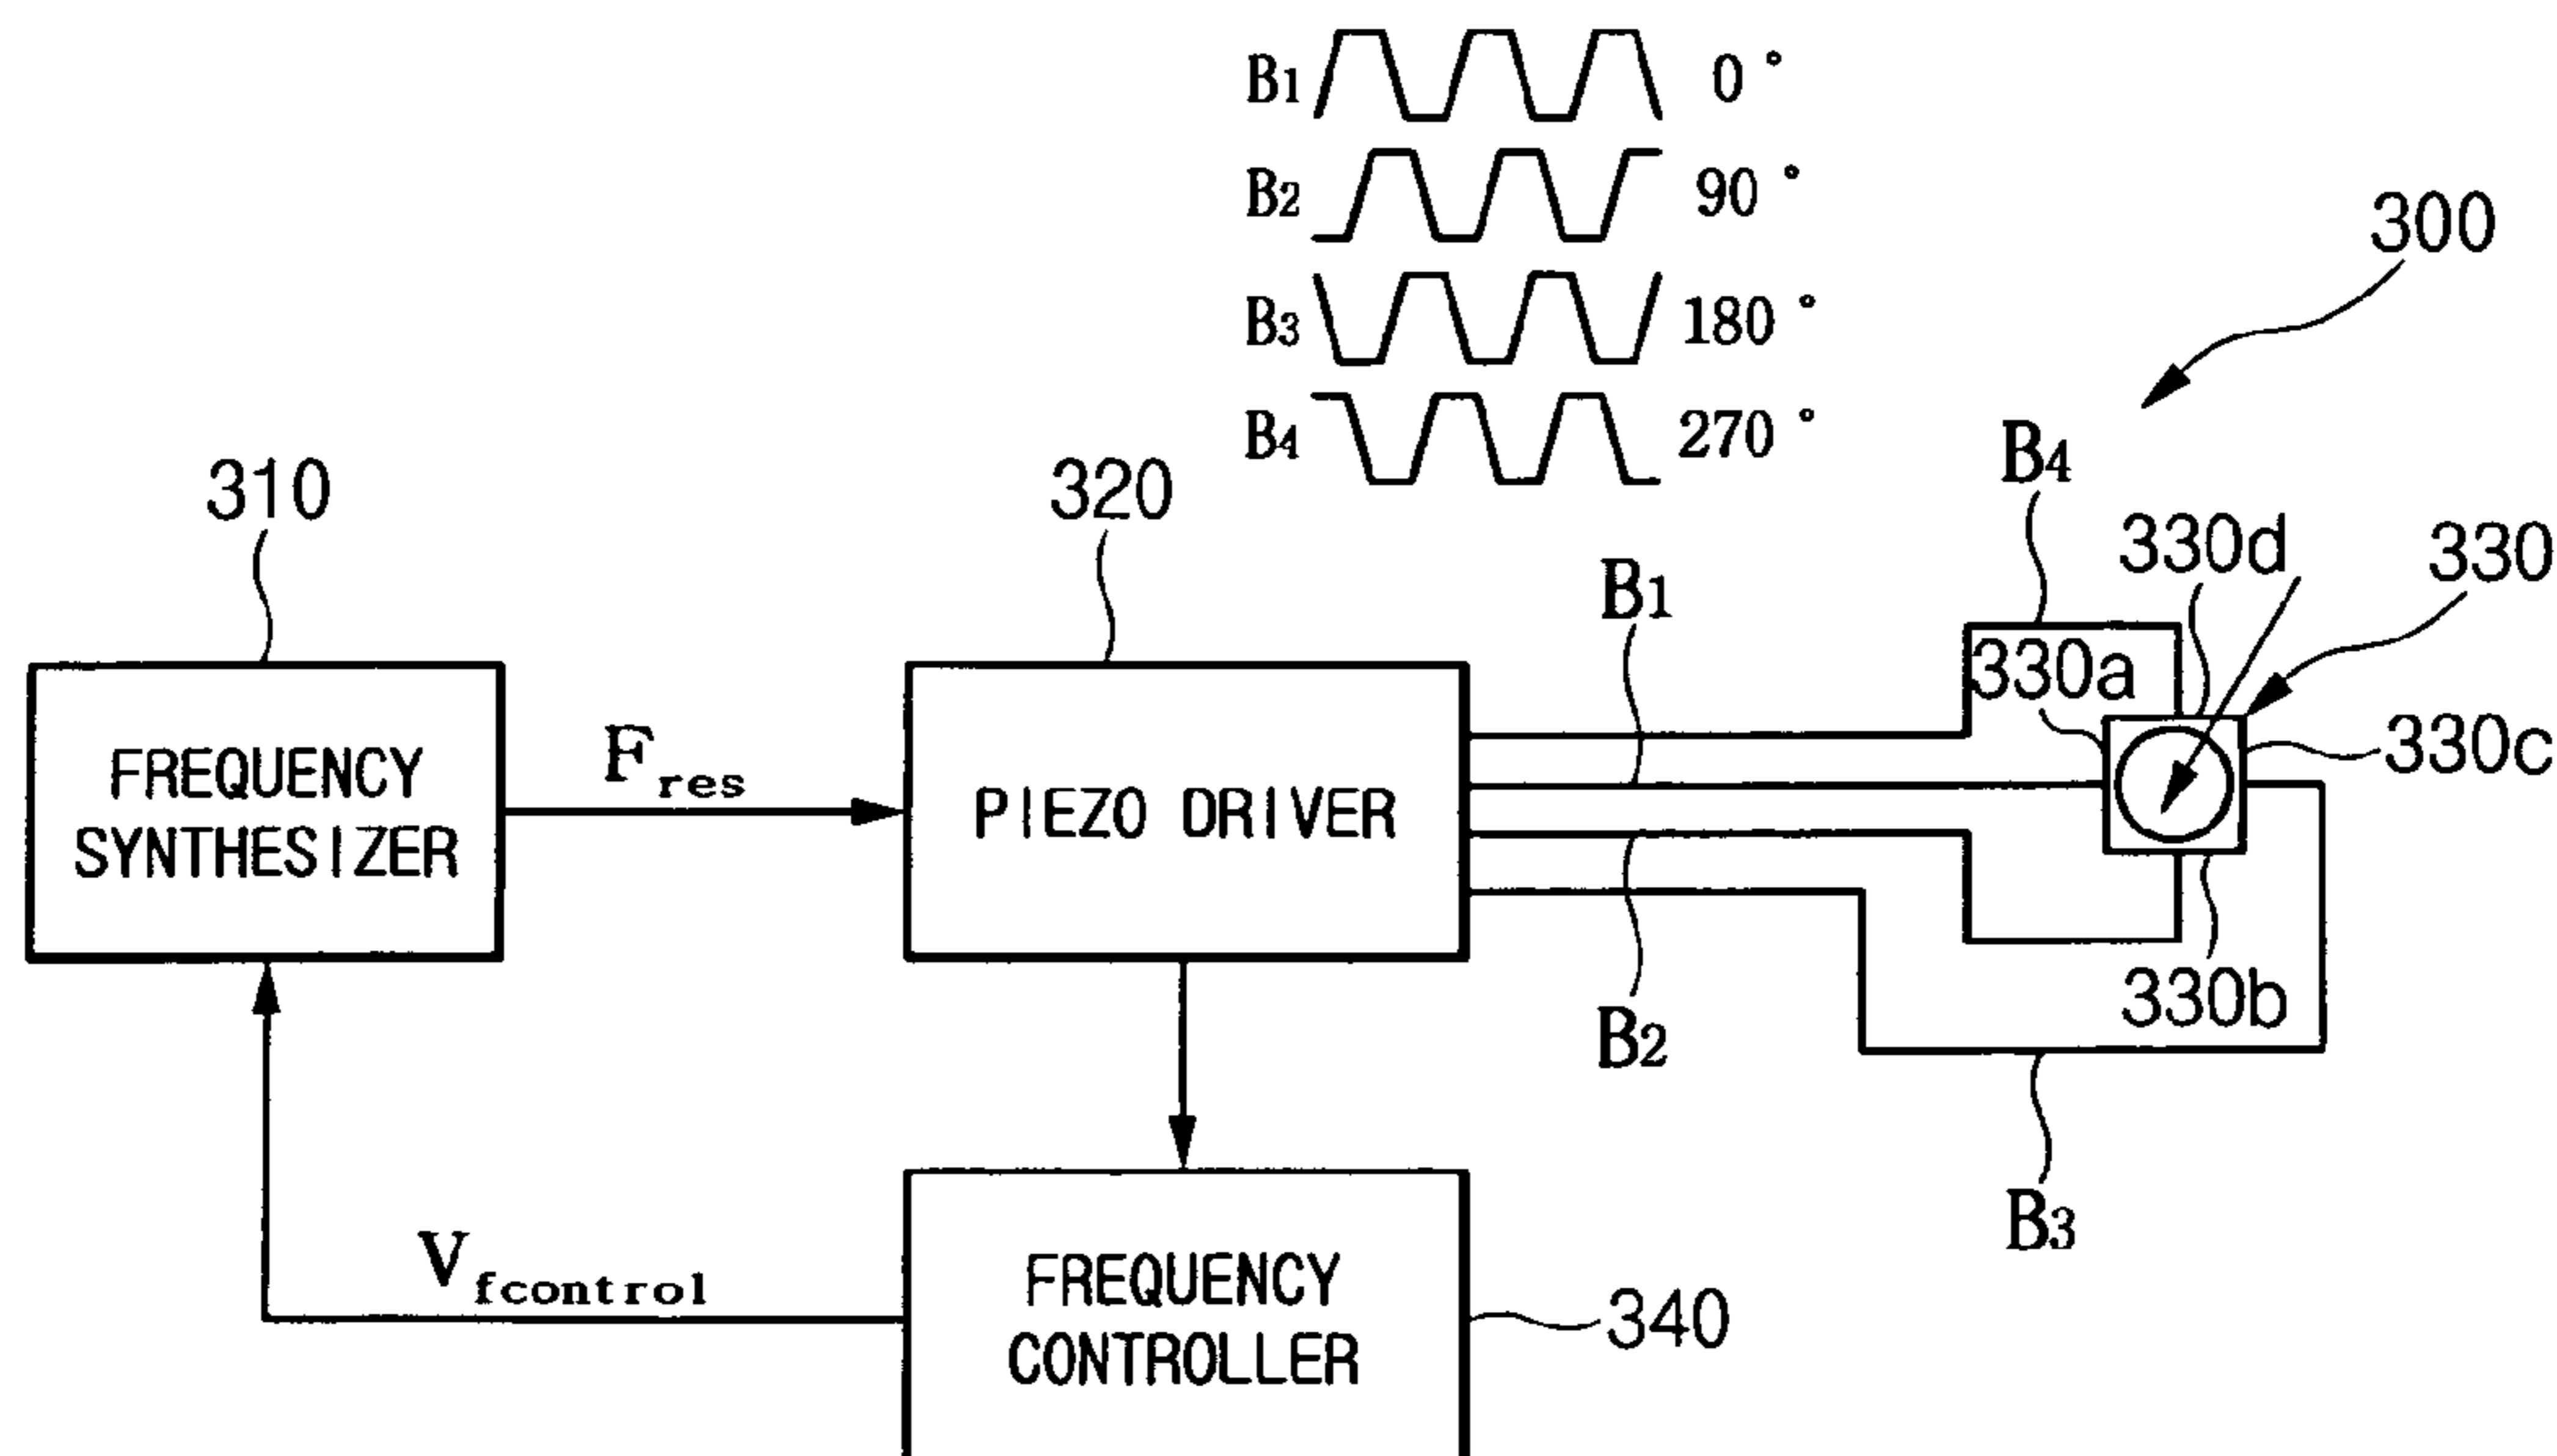 B1 0°
B2 90°
B3 180°
B4 270°
300
310
320
B4
330d
330
B1
330a
330c
FREQUENCY
SYNTHESIZER
Fres
PIEZO DRIVER
330b
B2
B3
Vfcontrol
FREQUENCY
CONTROLLER
340